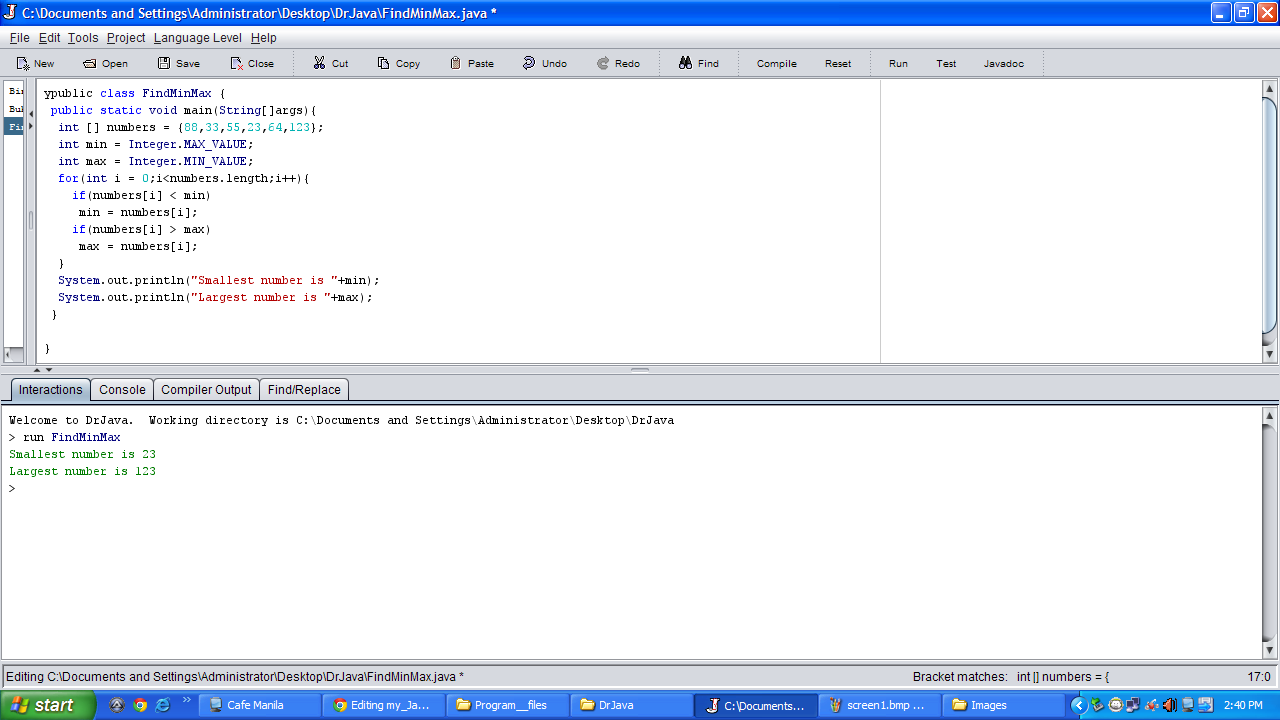 C:\Documents and Settings\Administrator\Desktop\DrJava\FindMinMax.java *
File Edit Tools Project Language Level Help
New Open Save Close Cut Copy Paste Undo Redo Find Compile Reset Run Test Javadoc
ypublic class FindMinMax {
public static void main(String[]args){
int [] numbers = {88,33,55,23,64,123};
int min = Integer.MAX_VALUE;
int max = Integer.MIN_VALUE;
for(int i = 0;i<numbers.length;i++){
if(numbers[i] < min)
min = numbers[i];
if(numbers[i] > max)
max = numbers[i];
}
System.out.println("Smallest number is "+min);
System.out.println("Largest number is "+max);
}
}
Interactions Console Compiler Output Find/Replace
Welcome to DrJava. Working directory is C:\Documents and Settings\Administrator\Desktop\DrJava
> run FindMinMax
Smallest number is 23
Largest number is 123
>
Editing C:\Documents and Settings\Administrator\Desktop\DrJava\FindMinMax.java * Bracket matches: int [] numbers = { 17:0
start Cafe Manila Editing my_Ja... Program__files DrJava C:\Documents... screen1.bmp ... Images 2:40 PM